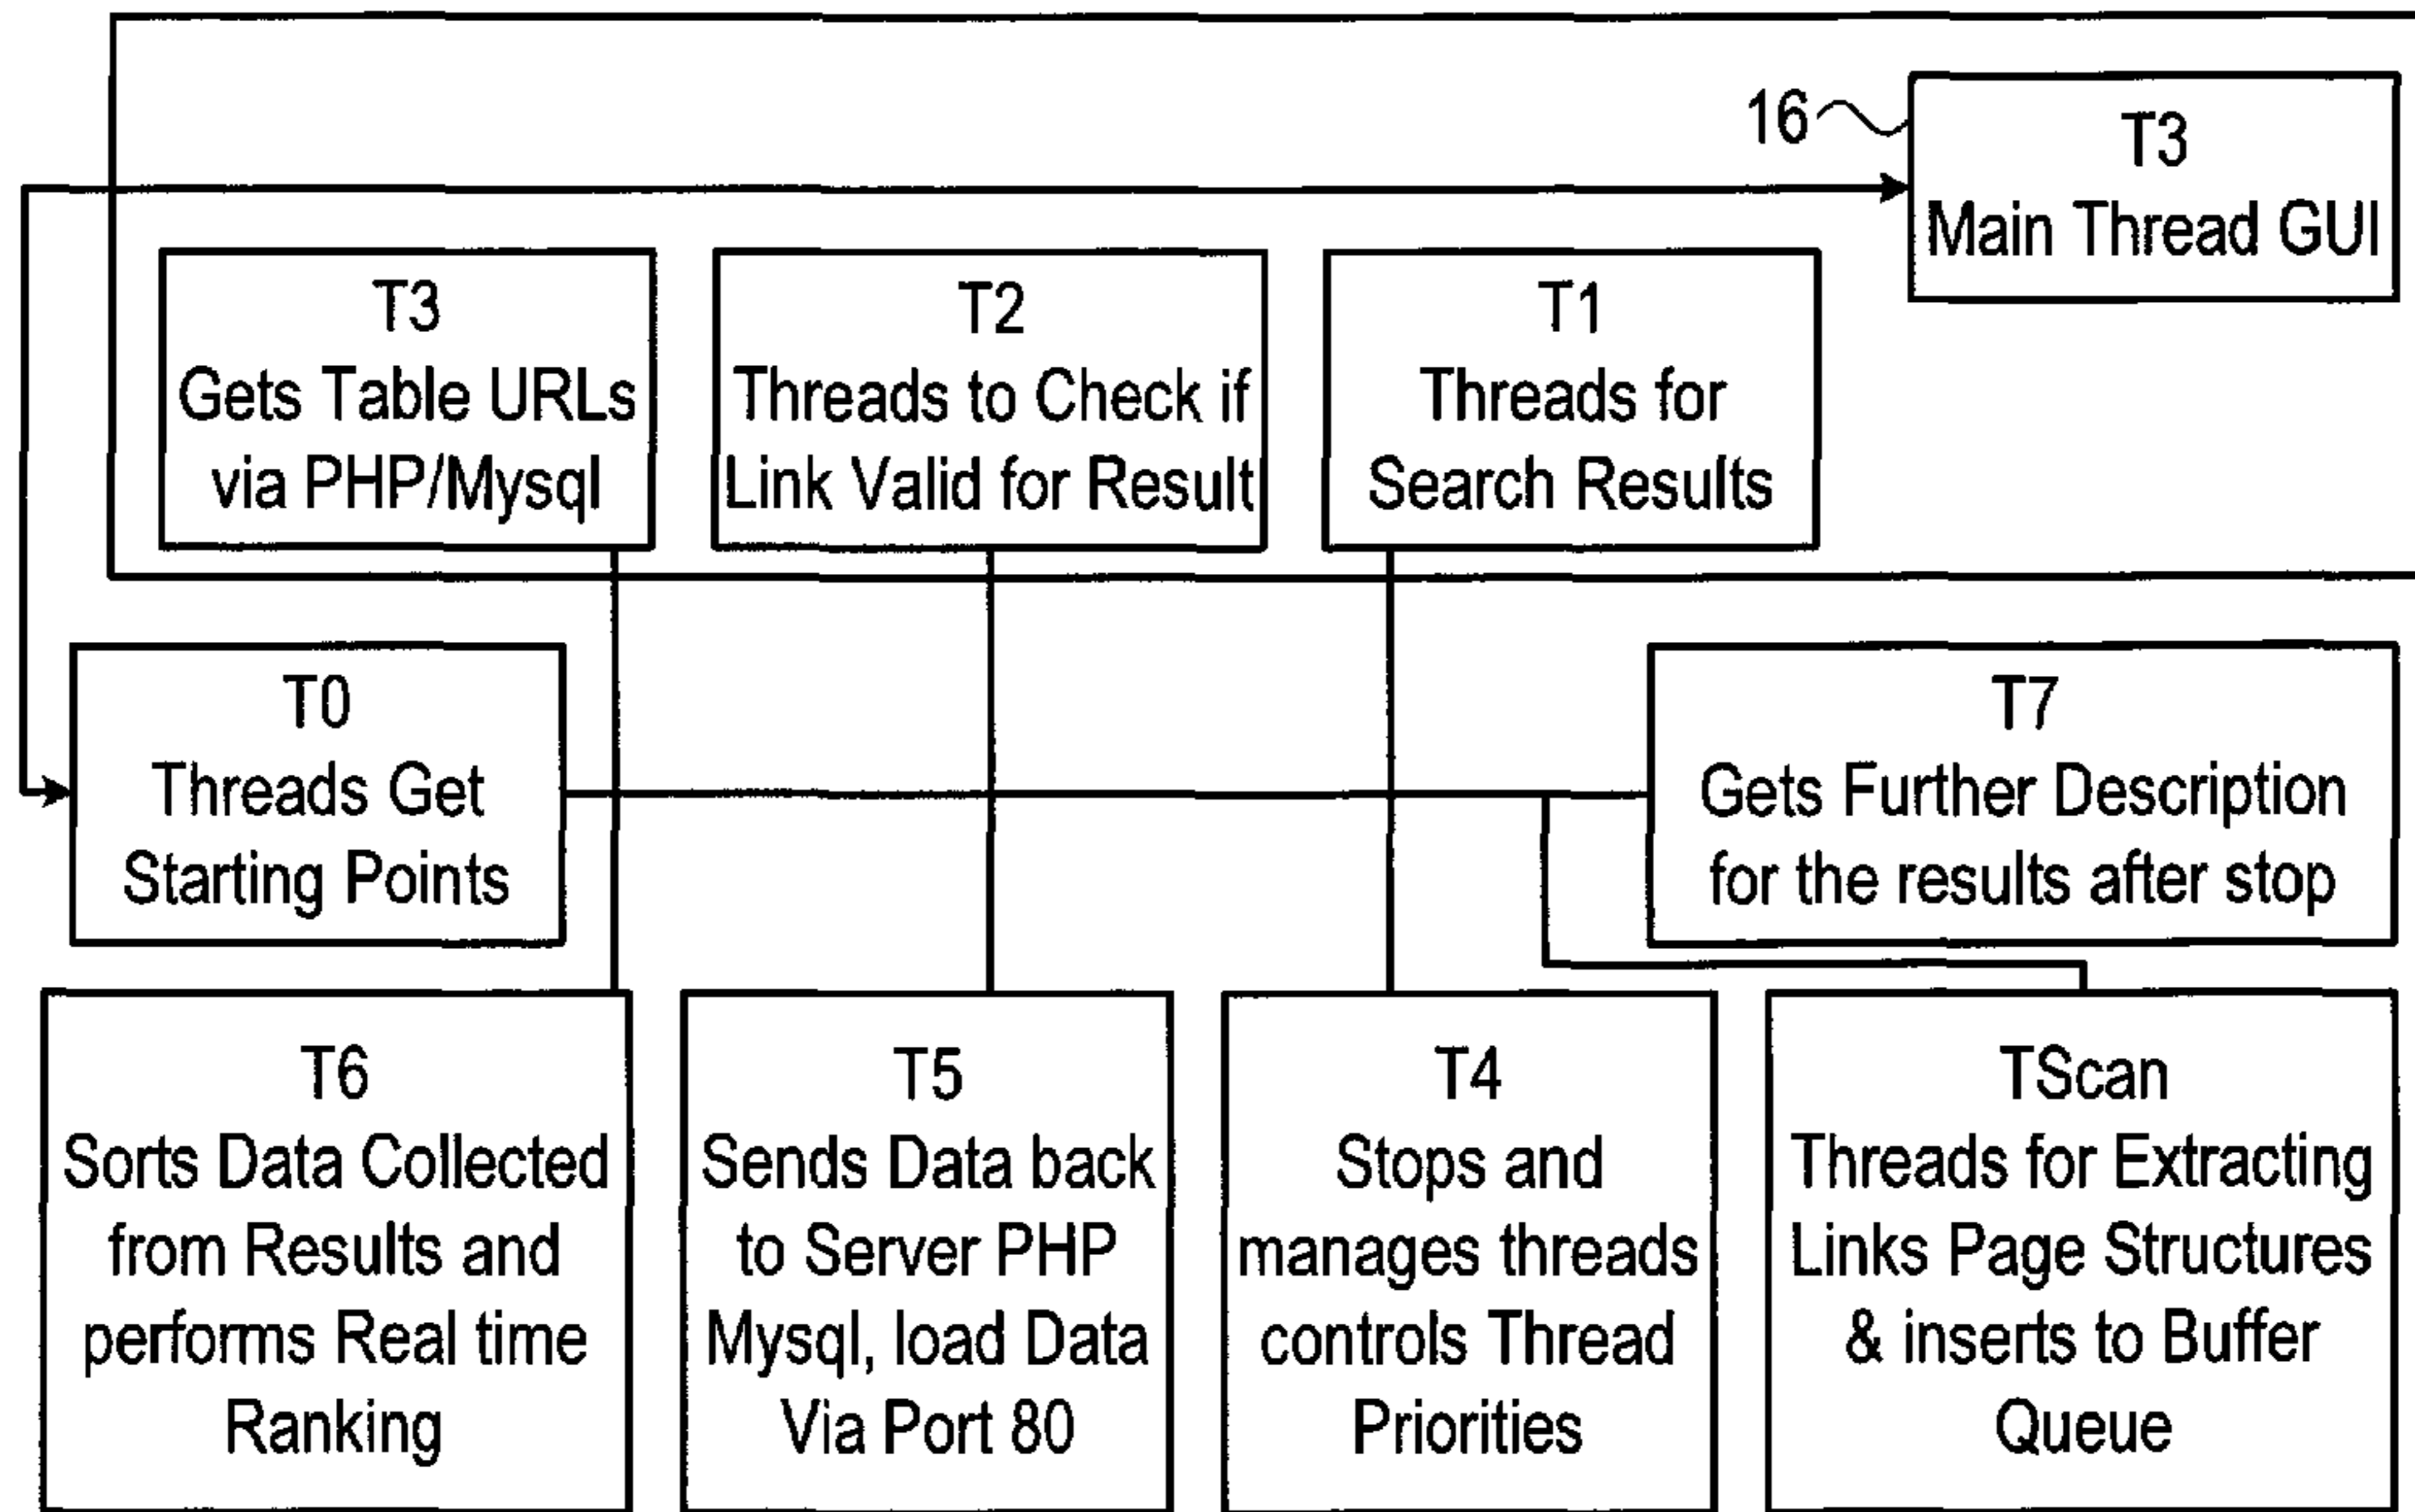 16
T3
Main Thread GUI
T3
Gets Table URLs
via PHP/Mysql
T2
Threads to Check if
Link Valid for Result
T1
Threads for
Search Results
T0
Threads Get
Starting Points
T7
Gets Further Description
for the results after stop
T6
Sorts Data Collected
from Results and
performs Real time
Ranking
T5
Sends Data back
to Server PHP
Mysql, load Data
Via Port 80
T4
Stops and
manages threads
controls Thread
Priorities
TScan
Threads for Extracting
Links Page Structures
& inserts to Buffer
Queue